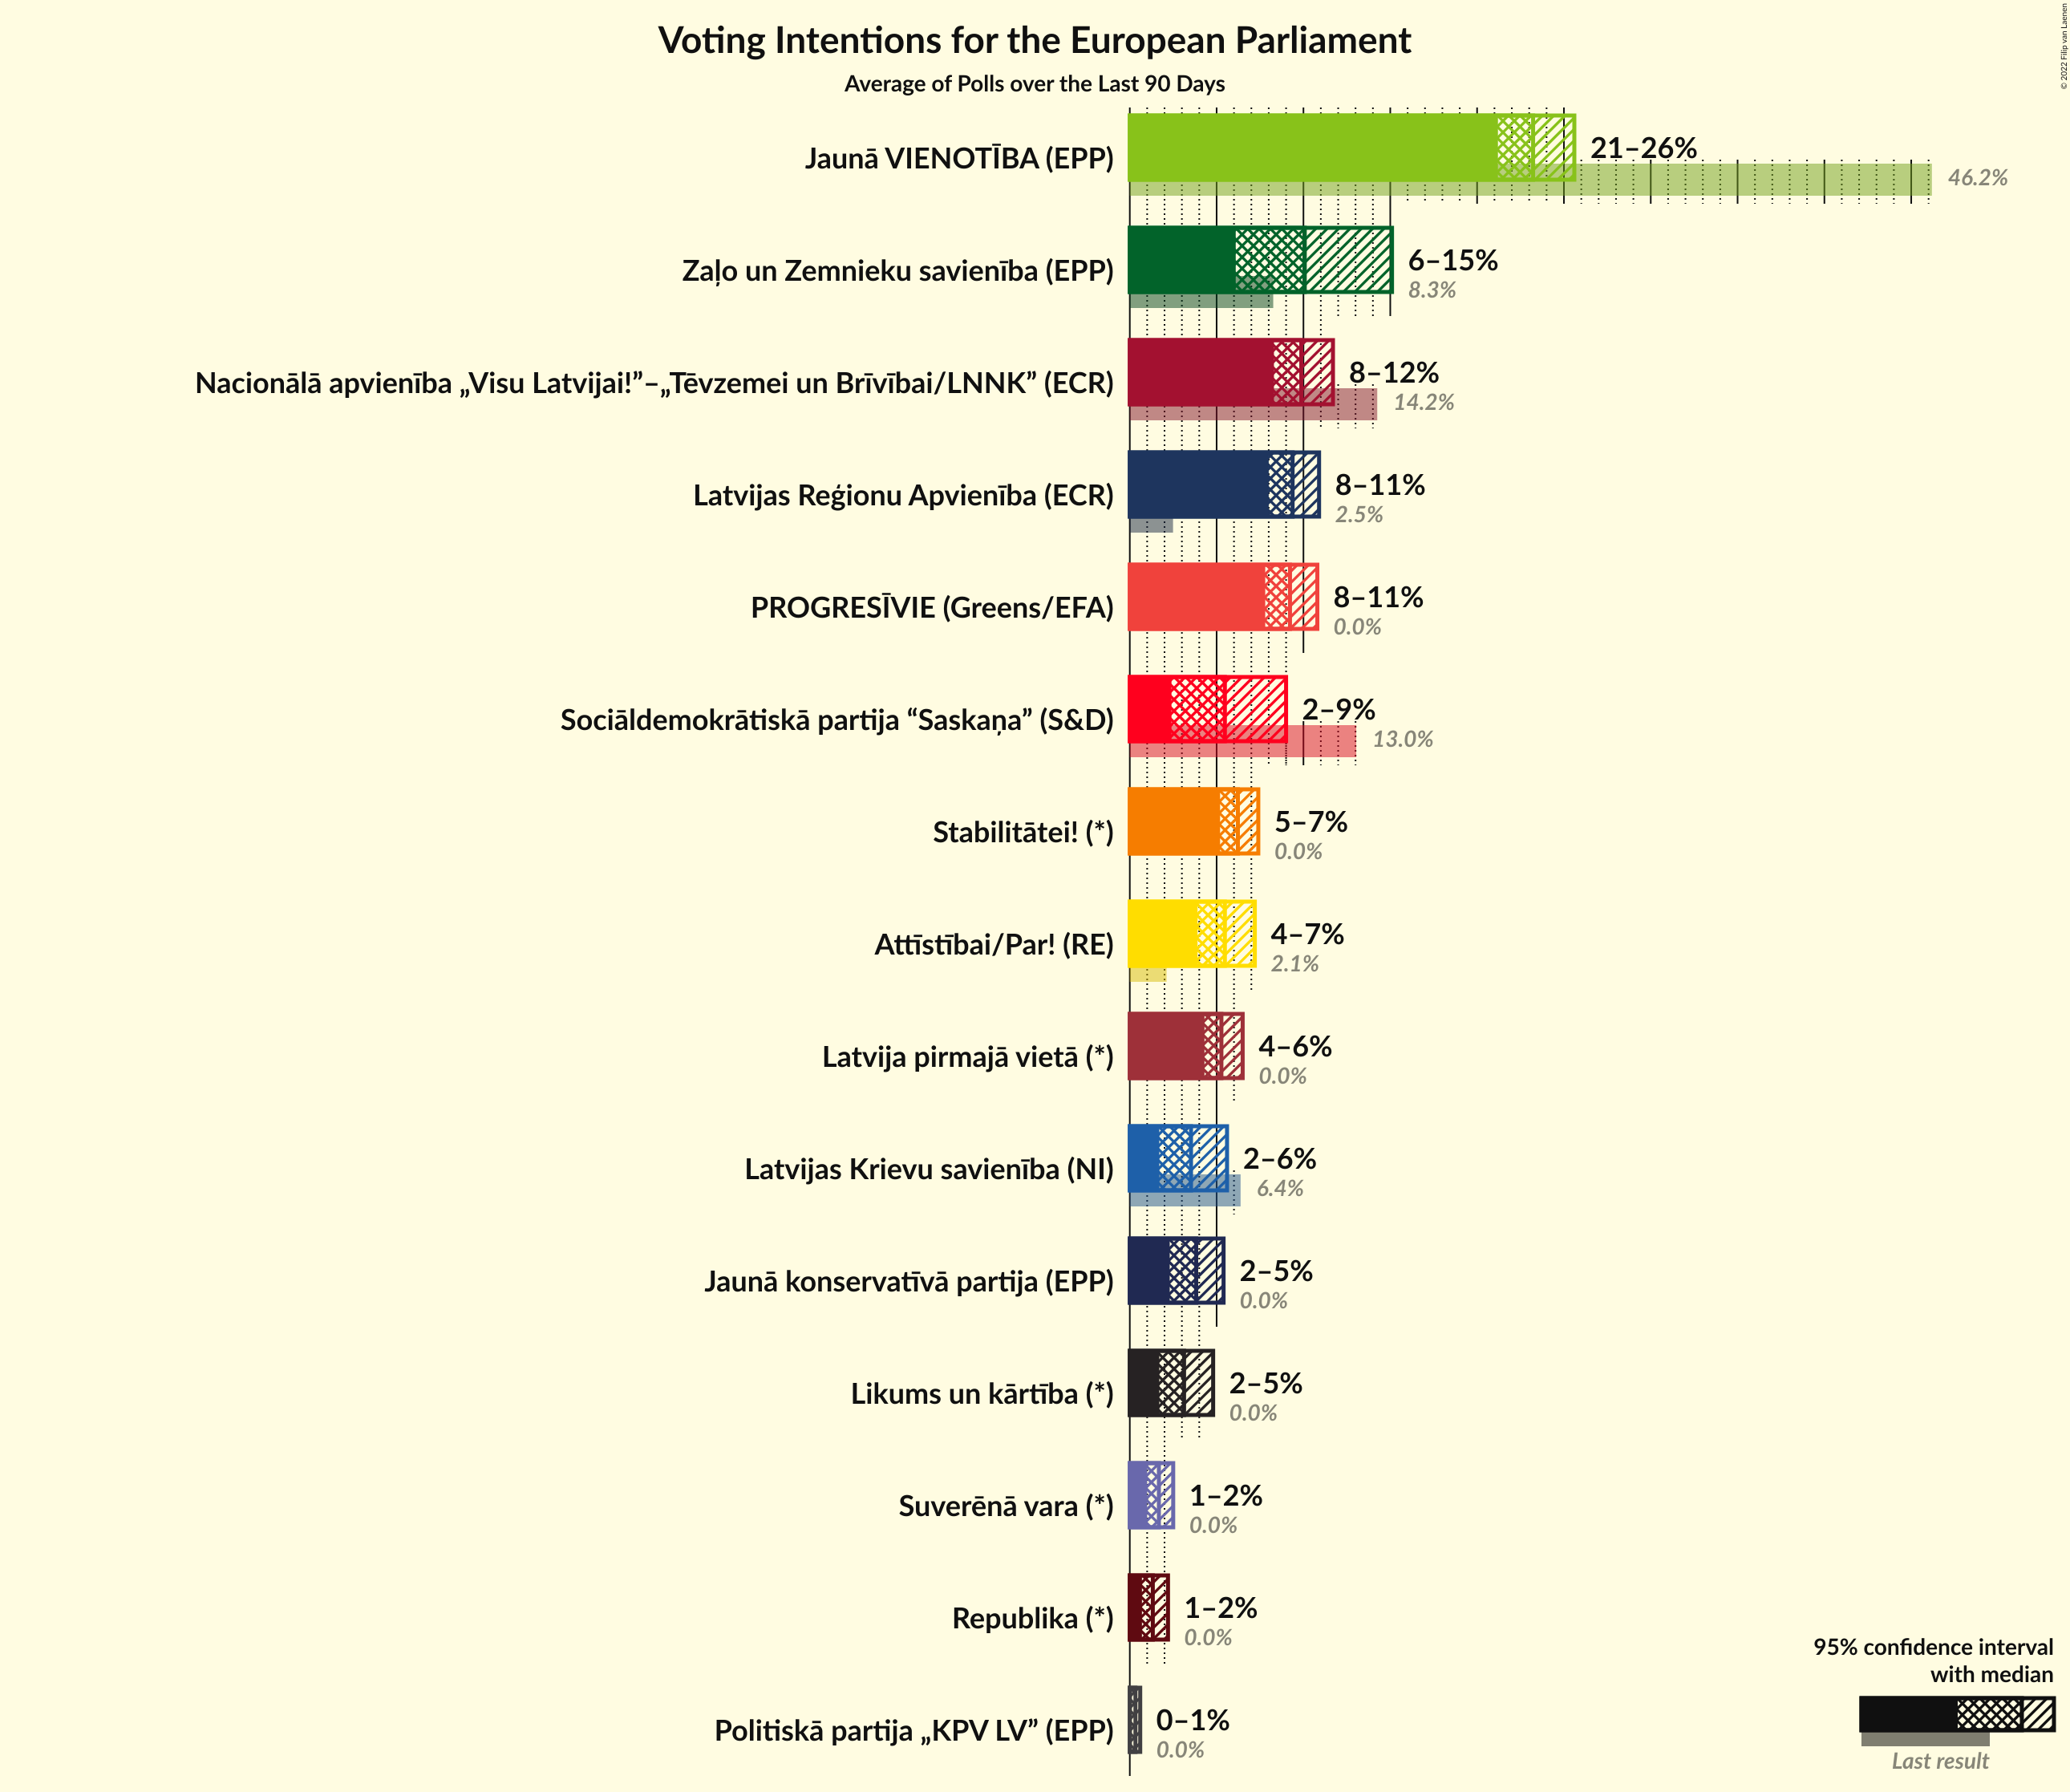 Voting Intentions for the European Parliament
Average of Polls over the Last 90 Days
© 2022 Filip van Laenen
Jaunā VIENOTĪBA (EPP)
21–26%
46.2%
Zaļo un Zemnieku savienība (EPP)
6–15%
8.3%
Nacionālā apvienība „Visu Latvijai!”–„Tēvzemei un Brīvībai/LNNK” (ECR)
8–12%
14.2%
Latvijas Reģionu Apvienība (ECR)
8–11%
2.5%
PROGRESĪVIE (Greens/EFA)
8–11%
0.0%
Sociāldemokrātiskā partija “Saskaņa” (S&D)
2–9%
13.0%
Stabilitātei! (*)
5–7%
0.0%
Attīstībai/Par! (RE)
4–7%
2.1%
Latvija pirmajā vietā (*)
4–6%
0.0%
Latvijas Krievu savienība (NI)
2–6%
6.4%
Jaunā konservatīvā partija (EPP)
2–5%
0.0%
Likums un kārtība (*)
2–5%
0.0%
Suverēnā vara (*)
1–2%
0.0%
Republika (*)
1–2%
0.0%
Politiskā partija „KPV LV” (EPP)
0–1%
0.0%
95% confidence interval
with median
Last result